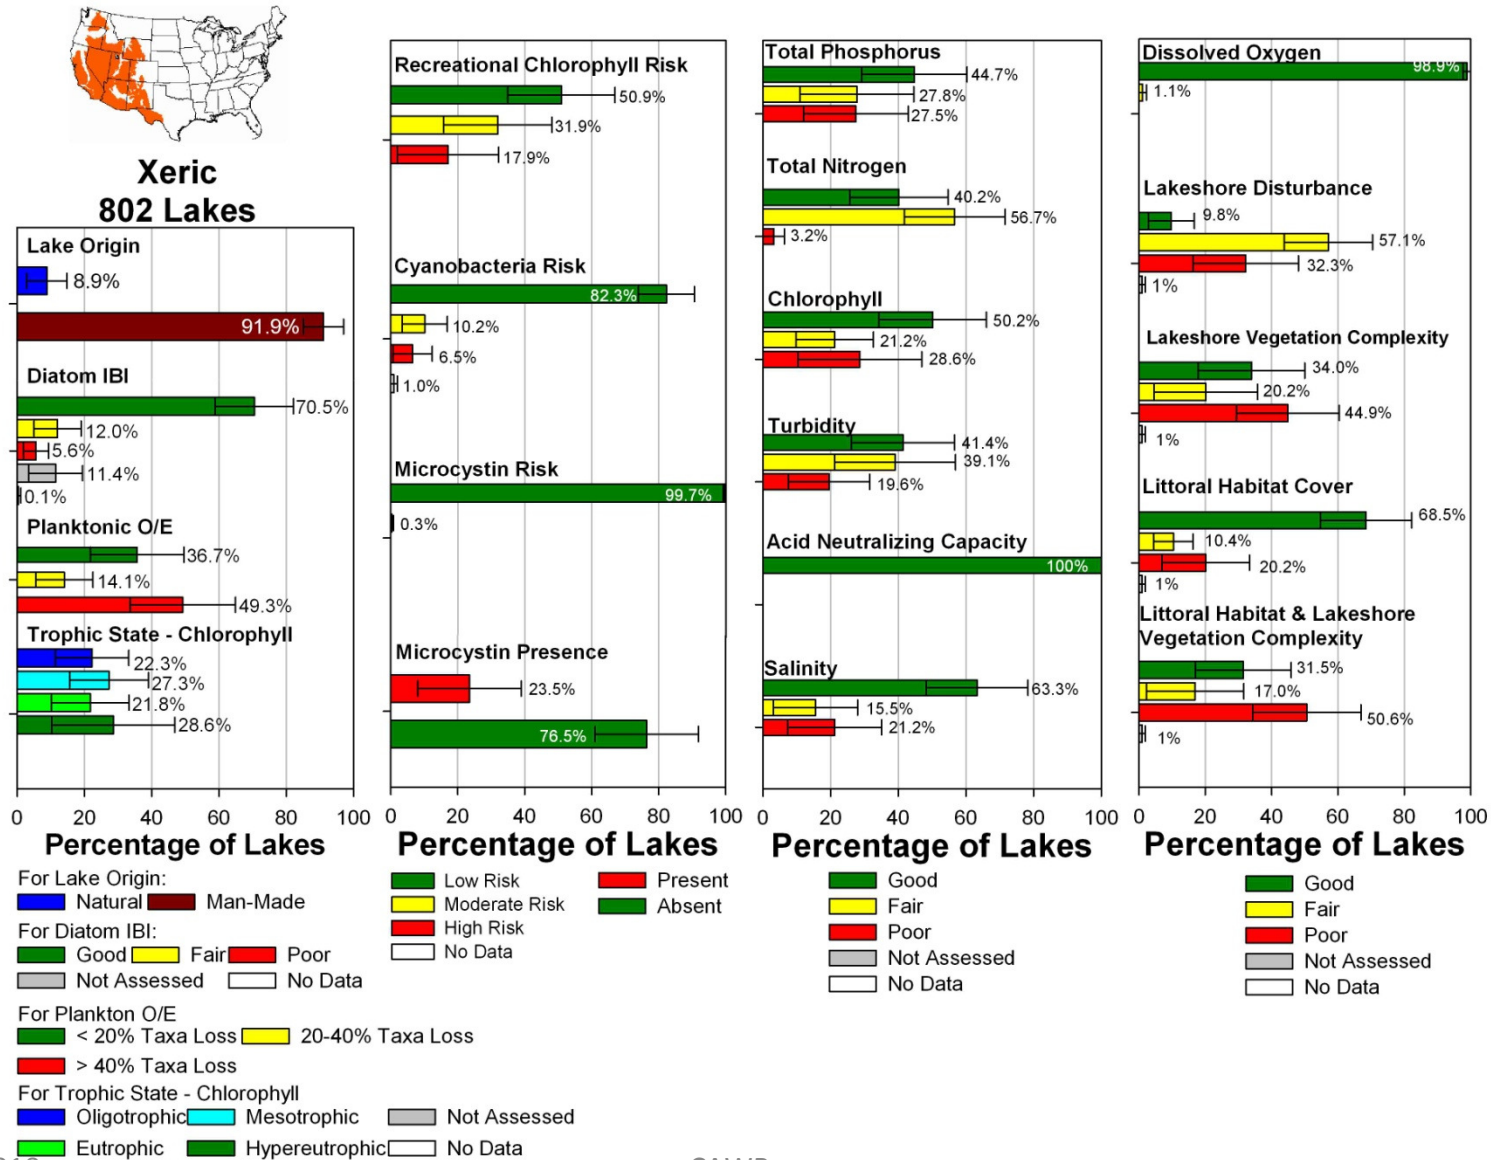 Xeric
802 Lakes
Lake Origin
8.9%
91.9%
Diatom IBI
70.5%
12.0%
5.6%
11.4%
0.1%
Planktonic O/E
36.7%
14.1%
49.3%
Trophic State - Chlorophyll
22.3%
27.3%
21.8%
28.6%
0 20 40 60 80 100
Percentage of Lakes
For Lake Origin:
Natural Man-Made
For Diatom IBI:
Good Fair Poor
Not Assessed No Data
For Plankton O/E
< 20% Taxa Loss 20-40% Taxa Loss
> 40% Taxa Loss
For Trophic State - Chlorophyll
Oligotrophic Mesotrophic Not Assessed
Eutrophic Hypereutrophic No Data
Recreational Chlorophyll Risk
50.9%
31.9%
17.9%
Cyanobacteria Risk
82.3%
10.2%
6.5%
1.0%
Microcystin Risk
99.7%
0.3%
Microcystin Presence
23.5%
76.5%
0 20 40 60 80 100
Percentage of Lakes
Low Risk Present
Moderate Risk Absent
High Risk
No Data
Total Phosphorus
44.7%
27.8%
27.5%
Total Nitrogen
40.2%
56.7%
3.2%
Chlorophyll
50.2%
21.2%
28.6%
Turbidity
41.4%
39.1%
19.6%
Acid Neutralizing Capacity
100%
Salinity
63.3%
15.5%
21.2%
0 20 40 60 80 100
Percentage of Lakes
Good
Fair
Poor
Not Assessed
No Data
Dissolved Oxygen
98.9%
1.1%
Lakeshore Disturbance
9.8%
57.1%
32.3%
1%
Lakeshore Vegetation Complexity
34.0%
20.2%
44.9%
1%
Littoral Habitat Cover
68.5%
10.4%
20.2%
1%
Littoral Habitat & Lakeshore
Vegetation Complexity
31.5%
17.0%
50.6%
1%
0 20 40 60 80 100
Percentage of Lakes
Good
Fair
Poor
Not Assessed
No Data